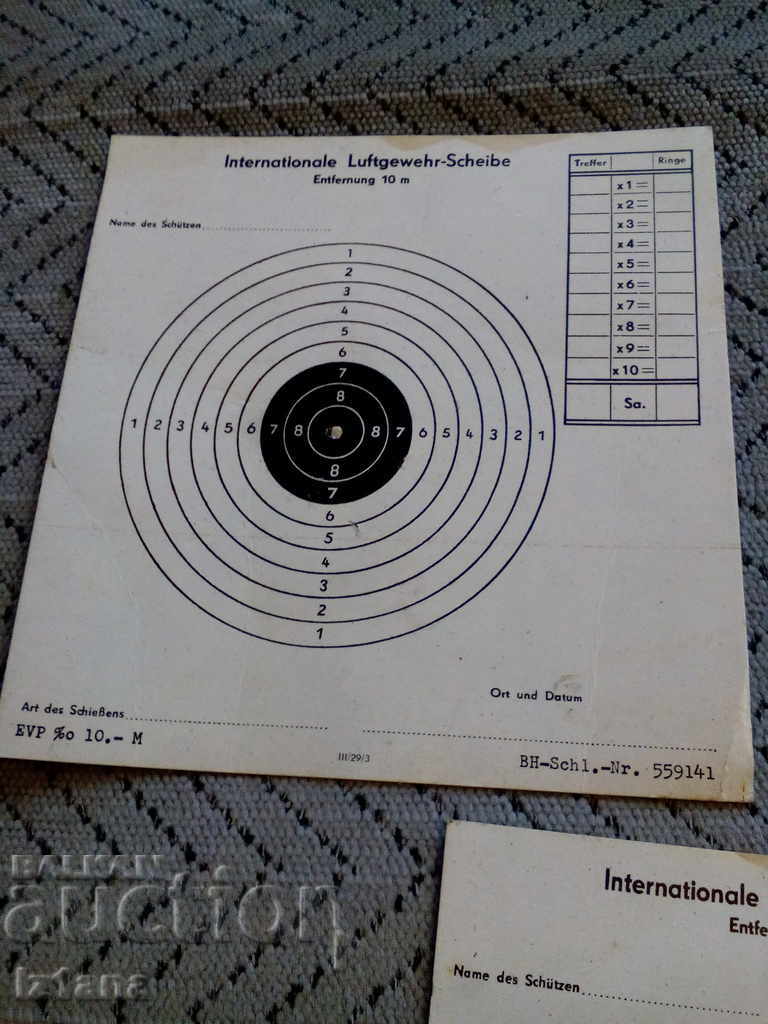 Internationale Luftgewehr-Scheibe
Entfernung 10 m
Name des Schützen
Treffer Ringe
x1=
x2=
x3=
x4=
x5=
x6=
x7=
x8=
x9=
x10=
Sa.
1
2
3
4
5
6
7
8
1 2 3 4 5 6 7 8 8 7 6 5 4 3 2 1
8
7
6
5
4
3
2
1
Ort und Datum
Art des Schießens
EVP ‰ 10.- M
III/29/3
BH-Schl.-Nr. 559141
BALKAN
auction
Iztana
Internationale
Entfe
Name des Schützen